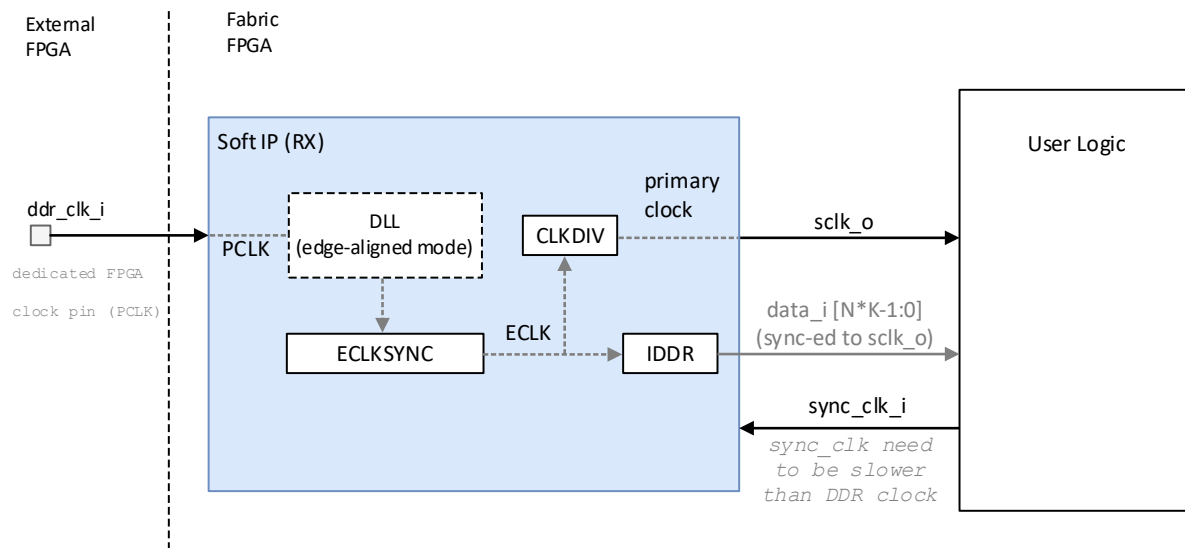 External
FPGA
Fabric
FPGA
Soft IP (RX)
User Logic
ddr_clk_i
dedicated FPGA
clock pin (PCLK)
PCLK
DLL
(edge-aligned mode)
CLKDIV
primary
clock
sclk_o
ECLKSYNC
ECLK
IDDR
data_i [N*K-1:0]
(sync-ed to sclk_o)
sync_clk_i
sync_clk need
to be slower
than DDR clock